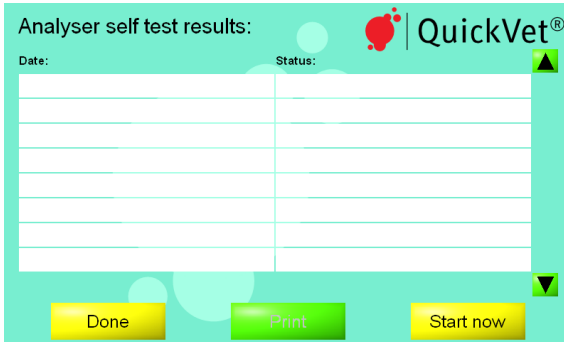 Analyser self test results:
QuickVet®
Date:
Status:
Done
Print
Start now